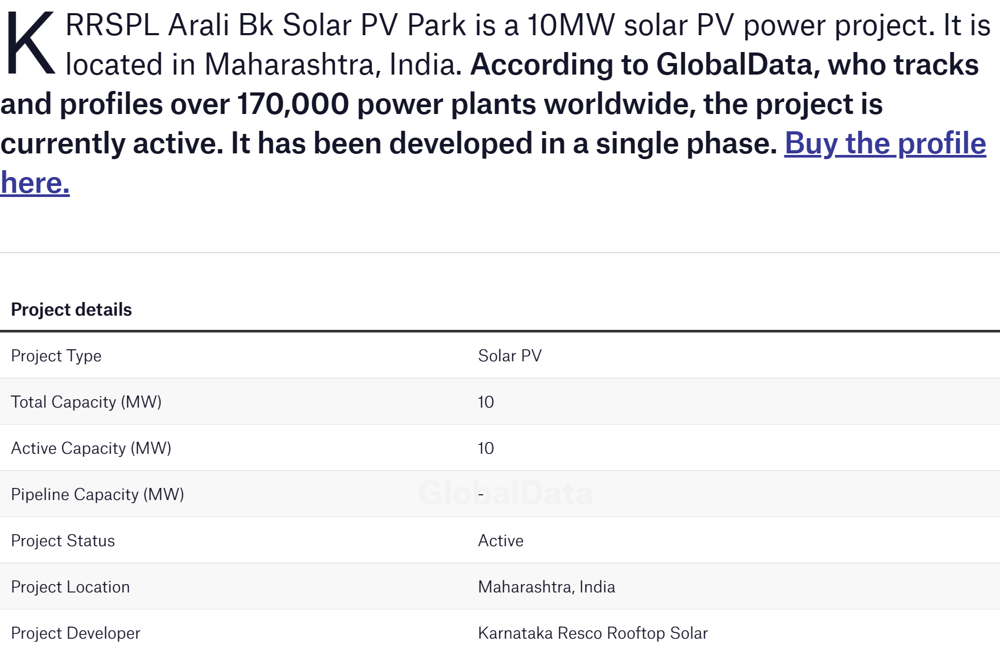 KRRSPL Arali Bk Solar PV Park is a 10MW solar PV power project. It is
located in Maharashtra, India. According to GlobalData, who tracks
and profiles over 170,000 power plants worldwide, the project is
currently active. It has been developed in a single phase. Buy the profile
here.
Project details
Project Type Solar PV
Total Capacity (MW) 10
Active Capacity (MW) 10
Pipeline Capacity (MW) -
GlobalData
Project Status Active
Project Location Maharashtra, India
Project Developer Karnataka Resco Rooftop Solar